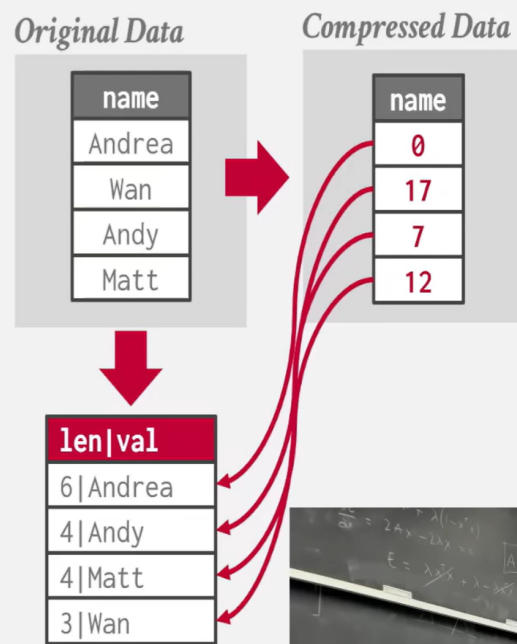 Original Data
name
Andrea
Wan
Andy
Matt
Compressed Data
name
0
17
7
12
len|val
6|Andrea
4|Andy
4|Matt
3|Wan